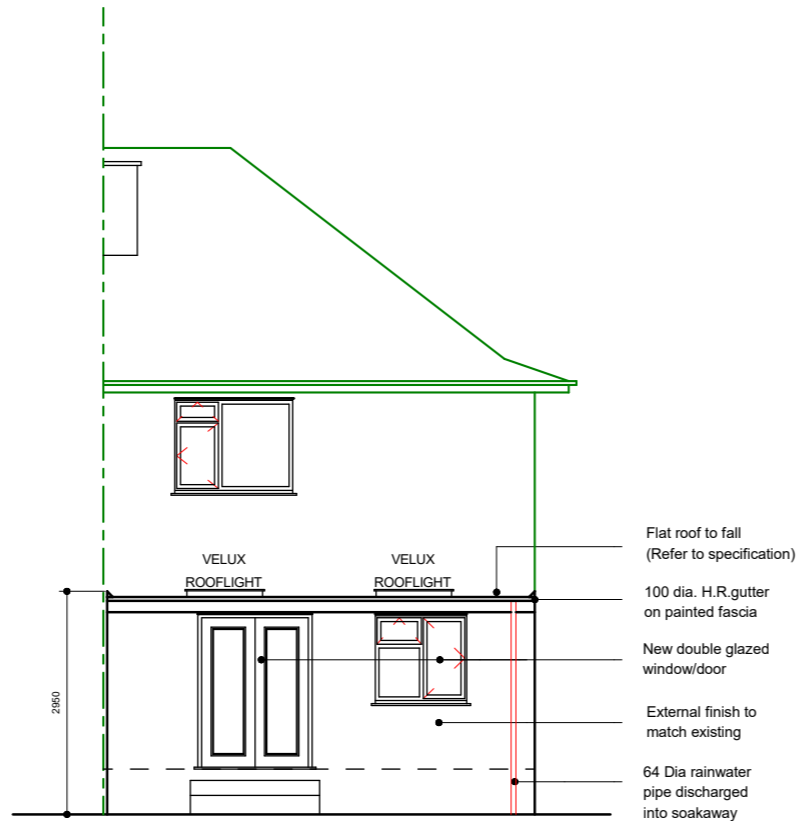 VELUX
ROOFLIGHT
VELUX
ROOFLIGHT
Flat roof to fall
(Refer to specification)
100 dia. H.R.gutter
on painted fascia
New double glazed
window/door
External finish to
match existing
64 Dia rainwater
pipe discharged
into soakaway
2950